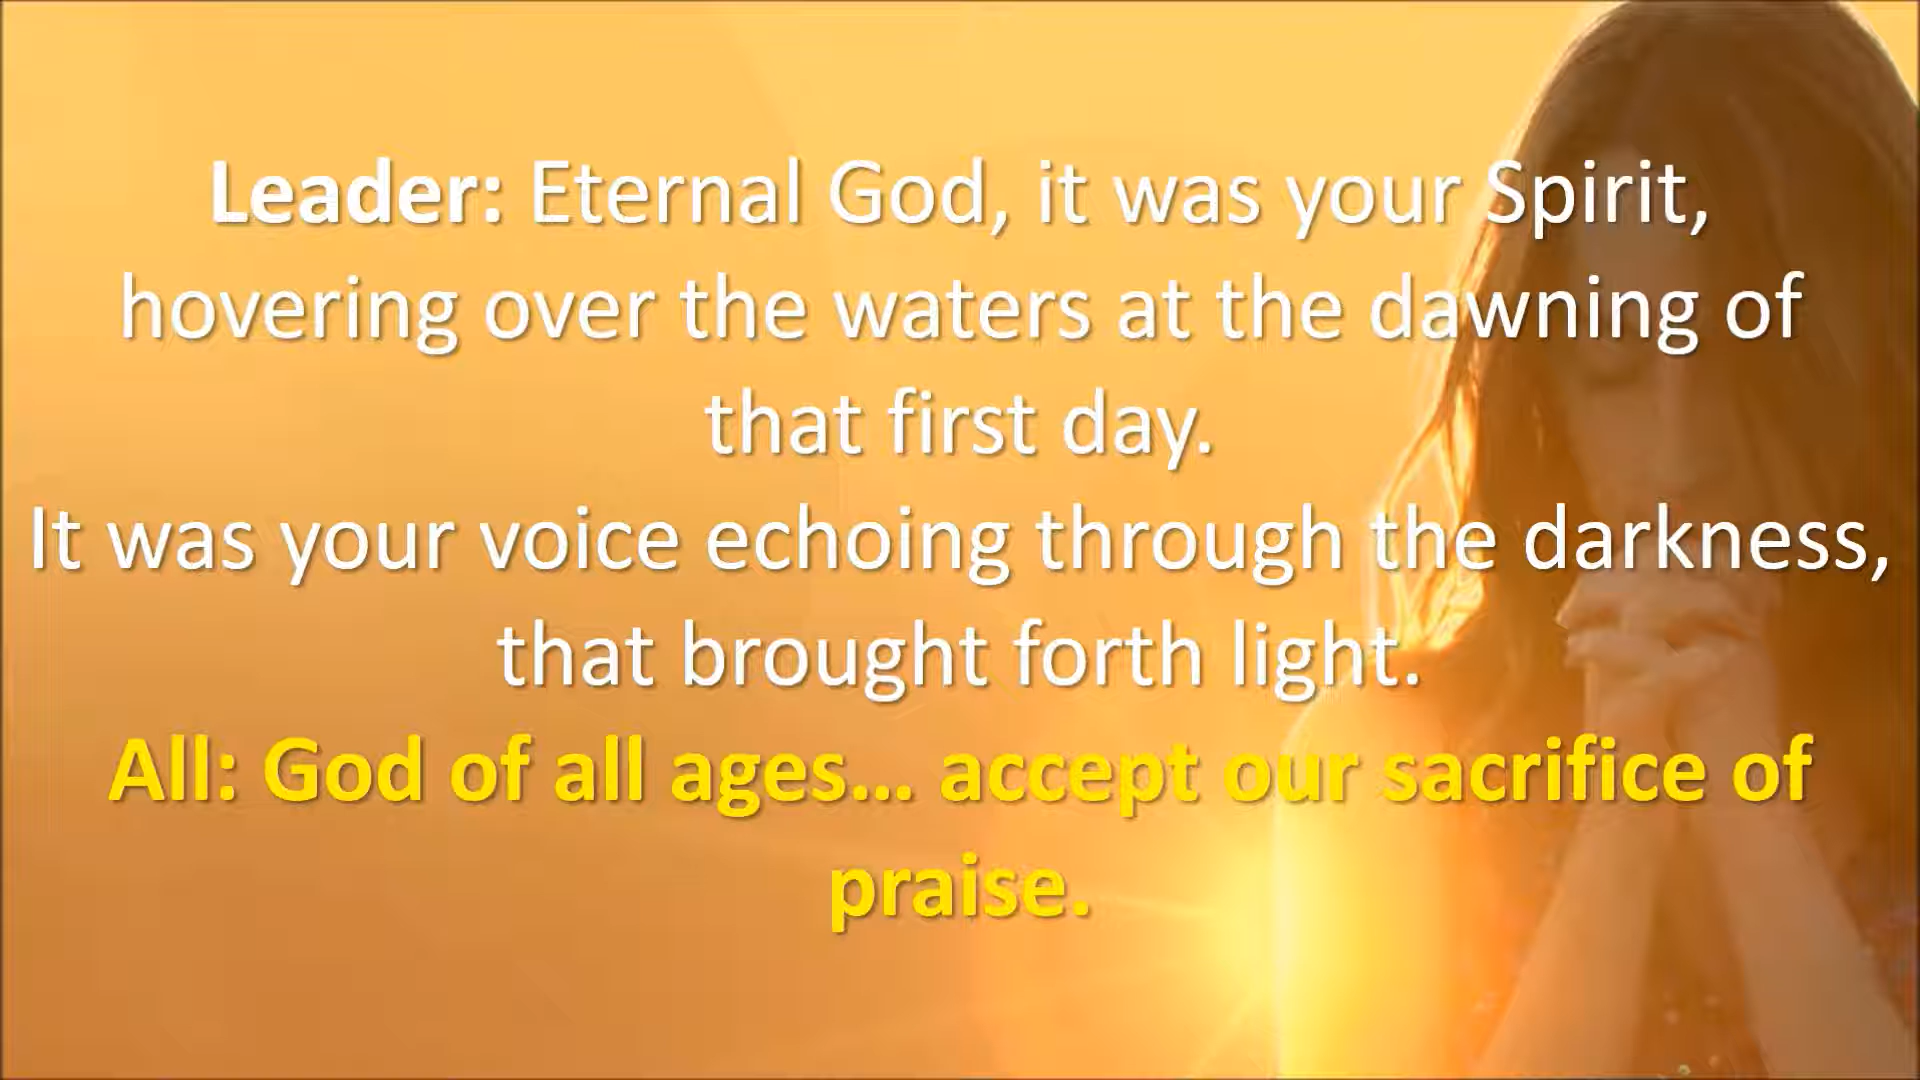 Leader: Eternal God, it was your Spirit,
hovering over the waters at the dawning of
that first day.
It was your voice echoing through the darkness,
that brought forth light.
All: God of all ages... accept our sacrifice of
praise.